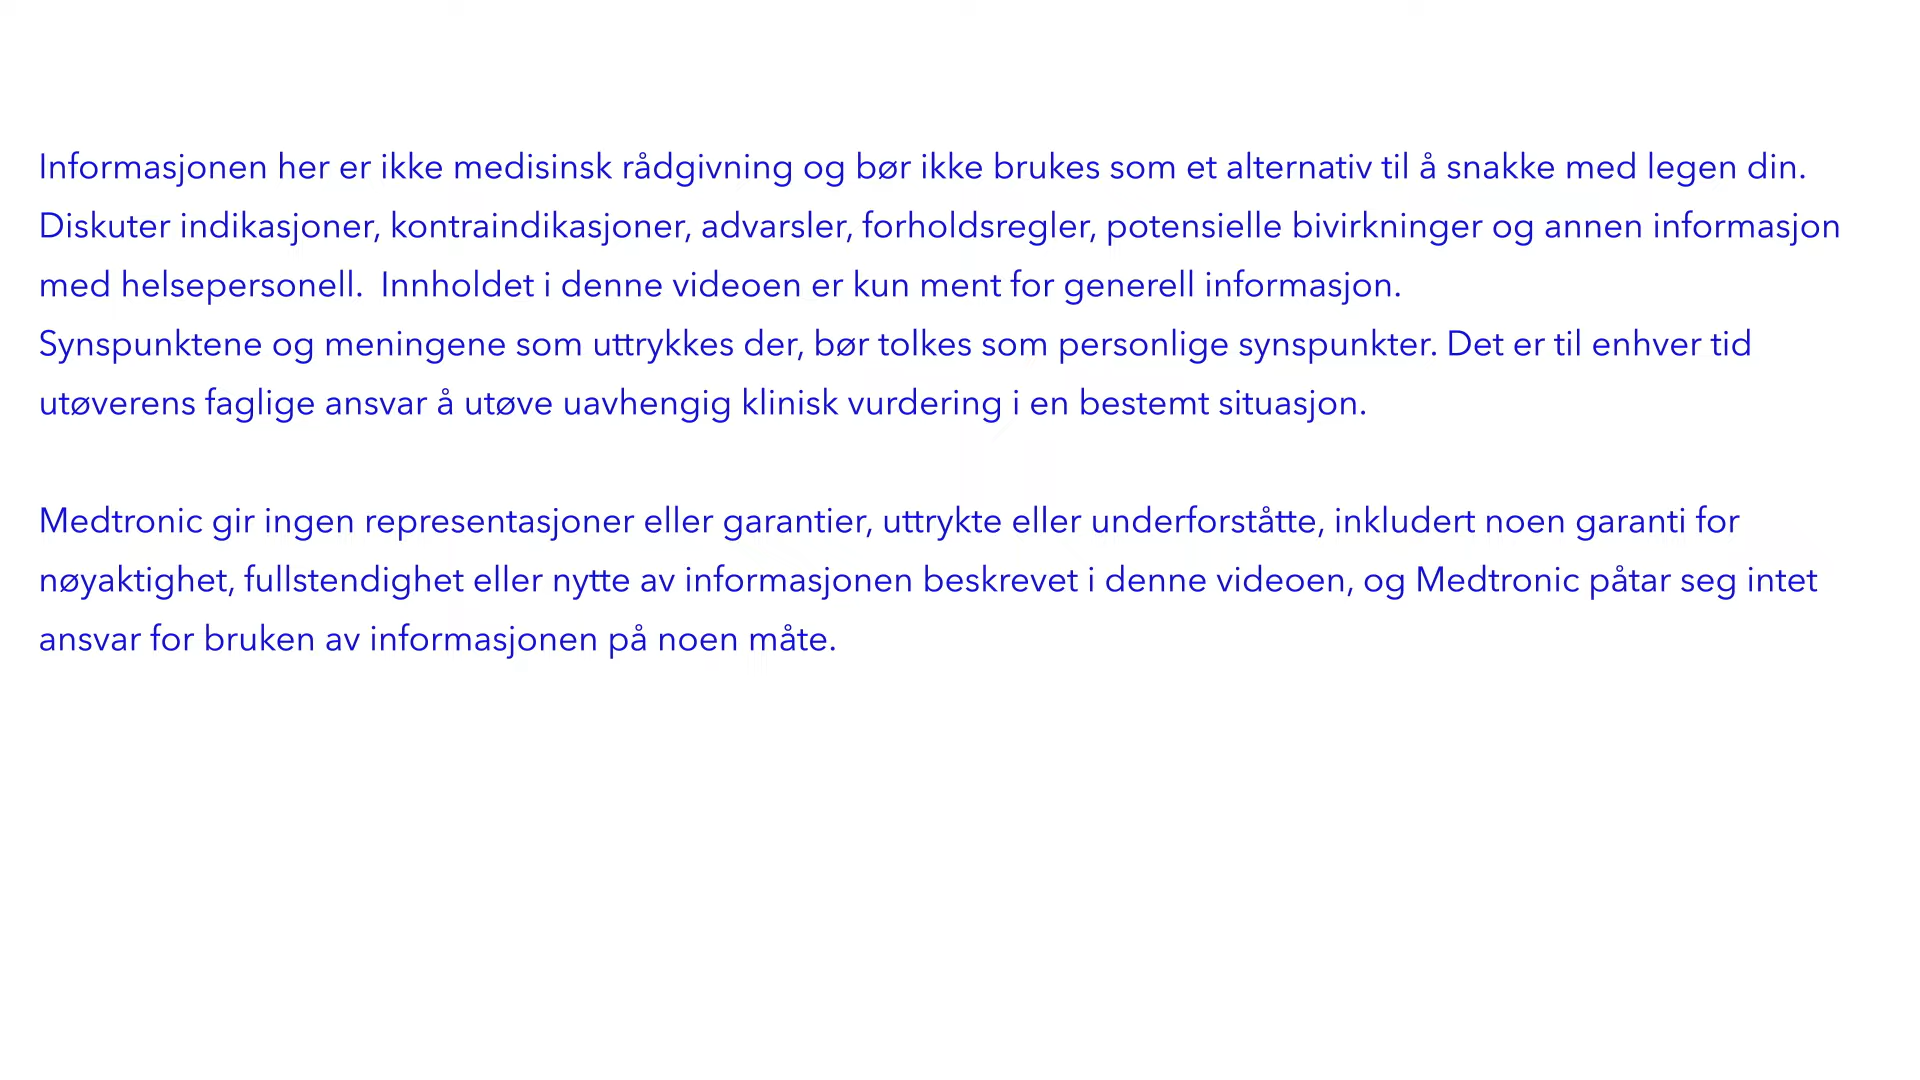 Informasjonen her er ikke medisinsk rådgivning og bør ikke brukes som et alternativ til å snakke med legen din.
Diskuter indikasjoner, kontraindikasjoner, advarsler, forholdsregler, potensielle bivirkninger og annen informasjon
med helsepersonell.  Innholdet i denne videoen er kun ment for generell informasjon.
Synspunktene og meningene som uttrykkes der, bør tolkes som personlige synspunkter. Det er til enhver tid
utøverens faglige ansvar å utøve uavhengig klinisk vurdering i en bestemt situasjon.
Medtronic gir ingen representasjoner eller garantier, uttrykte eller underforståtte, inkludert noen garanti for
nøyaktighet, fullstendighet eller nytte av informasjonen beskrevet i denne videoen, og Medtronic påtar seg intet
ansvar for bruken av informasjonen på noen måte.